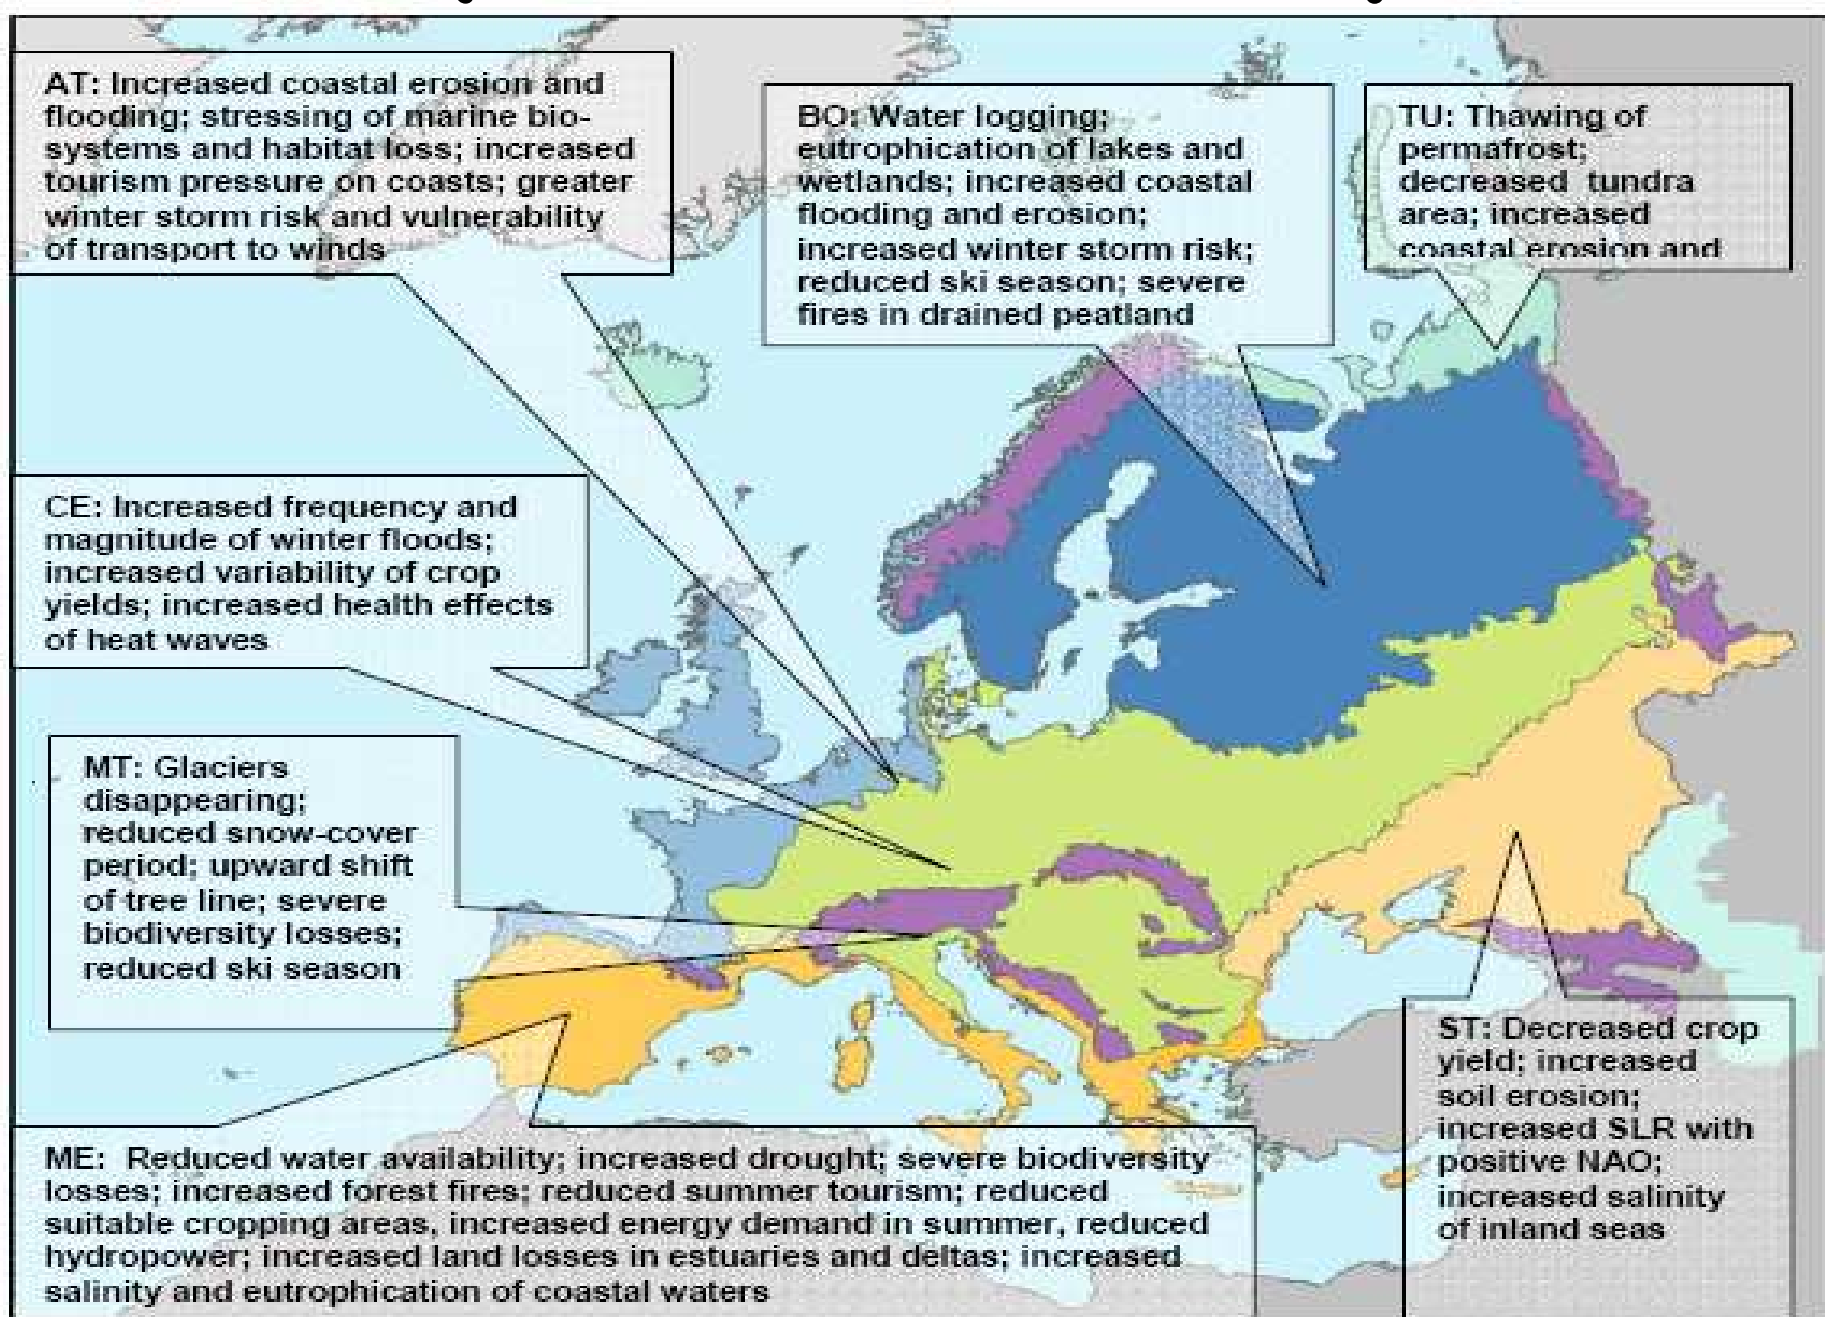 AT: Increased coastal erosion and
flooding; stressing of marine bio-
systems and habitat loss; increased
tourism pressure on coasts; greater
winter storm risk and vulnerability
of transport to winds
BO: Water logging;
eutrophication of lakes and
wetlands; increased coastal
flooding and erosion;
increased winter storm risk;
reduced ski season; severe
fires in drained peatland
TU: Thawing of
permafrost;
decreased tundra
area; increased
coastal erosion and
CE: Increased frequency and
magnitude of winter floods;
increased variability of crop
yields; increased health effects
of heat waves
MT: Glaciers
disappearing;
reduced snow-cover
period; upward shift
of tree line; severe
biodiversity losses;
reduced ski season
ME: Reduced water availability; increased drought; severe biodiversity
losses; increased forest fires; reduced summer tourism; reduced
suitable cropping areas, increased energy demand in summer, reduced
hydropower; increased land losses in estuaries and deltas; increased
salinity and eutrophication of coastal waters
ST: Decreased crop
yield; increased
soil erosion;
increased SLR with
positive NAO;
increased salinity
of inland seas